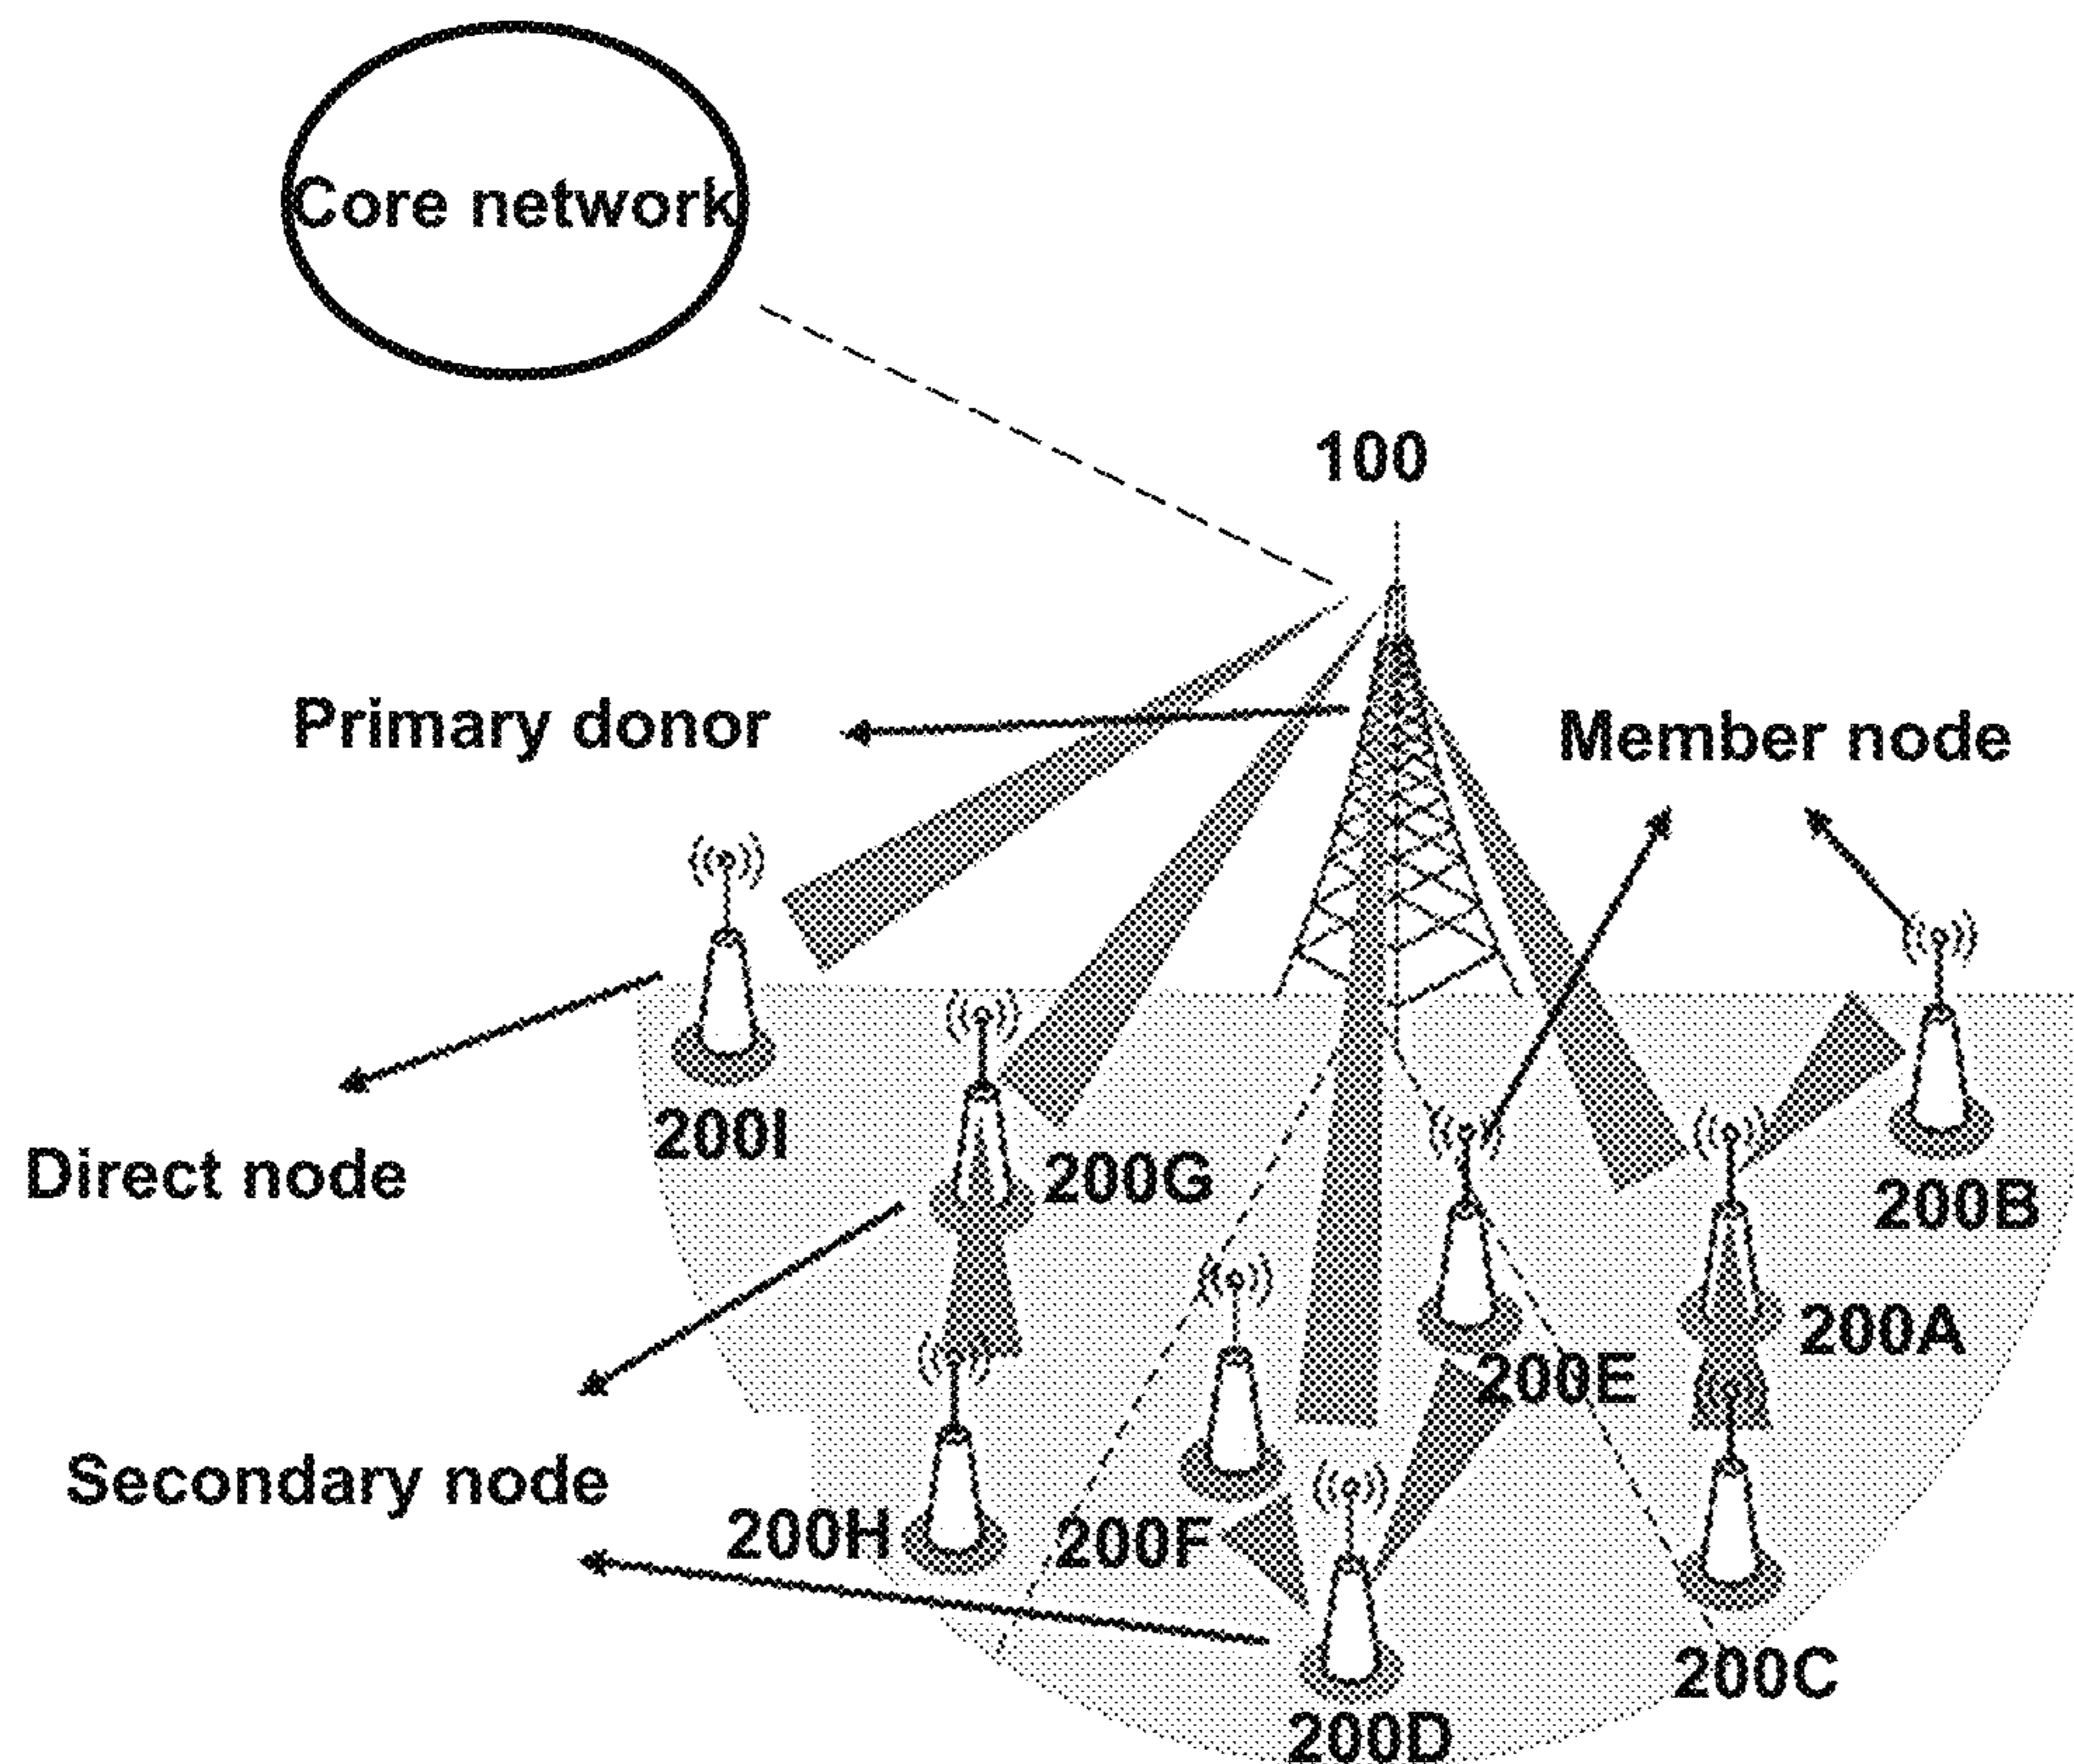 Core network
100
Primary donor
Member node
200I
Direct node
200G
200B
200A
200E
Secondary node
200H
200F
200C
200D